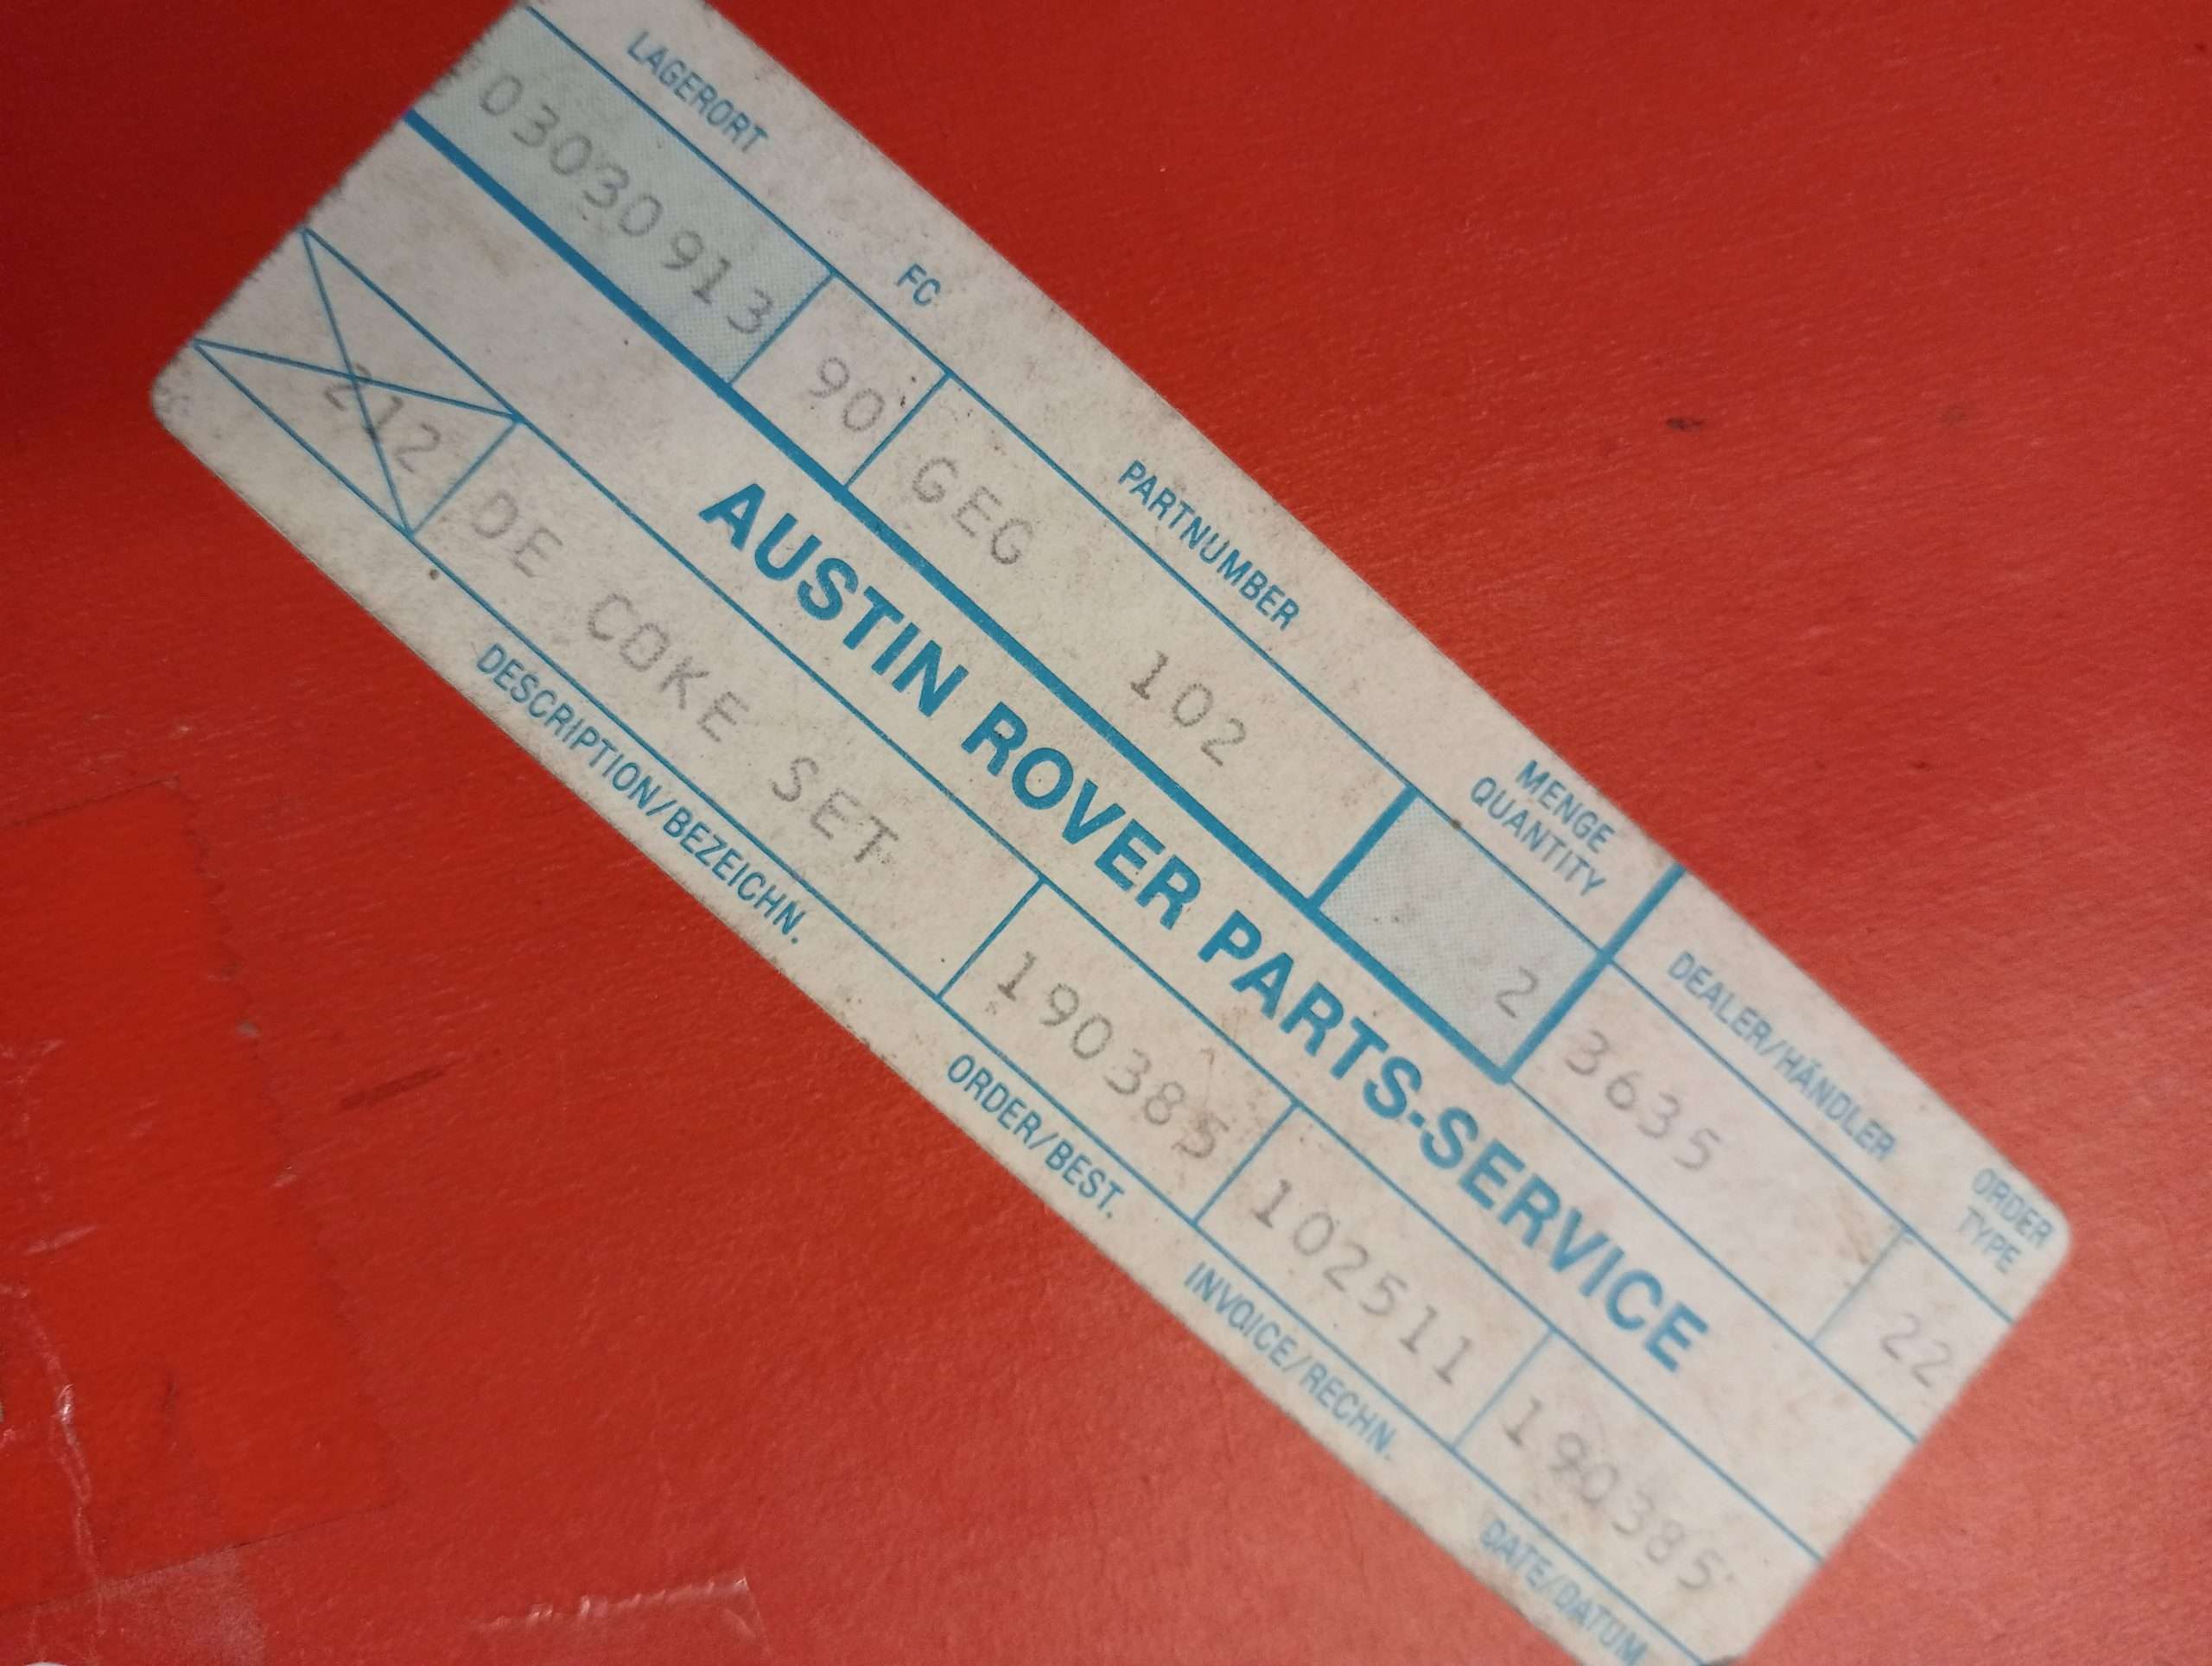 LAGERORT FC PARTNUMBER MENGE QUANTITY DEALER/HÄNDLER ORDER TYPE
03030913 90 GEG 102 2 3635 22
AUSTIN ROVER PARTS-SERVICE
212 DE COKE SET 190385 102511 190385
DESCRIPTION/BEZEICHN. ORDER/BEST. INVOICE/RECHN. DATE/DATUM